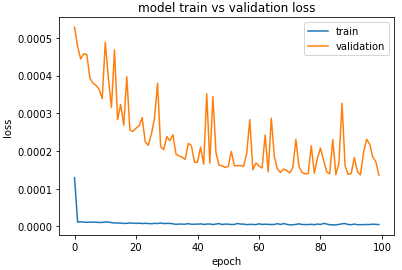 model train vs validation loss
train
validation
0.0005
0.0004
0.0003
0.0002
0.0001
0.0000
loss
0
20
40
60
80
100
epoch